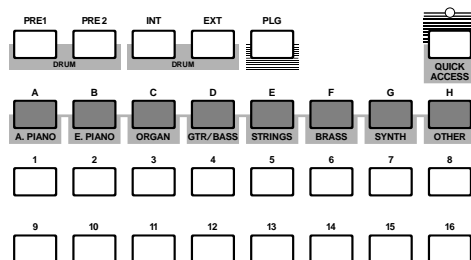 PRE1 PRE2 INT EXT PLG
DRUM DRUM QUICK
ACCESS
A B C D E F G H
A. PIANO E. PIANO ORGAN GTR/BASS STRINGS BRASS SYNTH OTHER
1 2 3 4 5 6 7 8
9 10 11 12 13 14 15 16